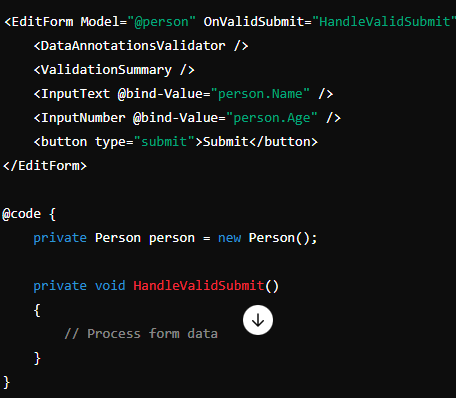 <EditForm Model="@person" OnValidSubmit="HandleValidSubmit"
<DataAnnotationsValidator />
<ValidationSummary />
<InputText @bind-Value="person.Name" />
<InputNumber @bind-Value="person.Age" />
<button type="submit">Submit</button>
</EditForm>
@code {
private Person person = new Person();
private void HandleValidSubmit()
{
// Process form data
}
}